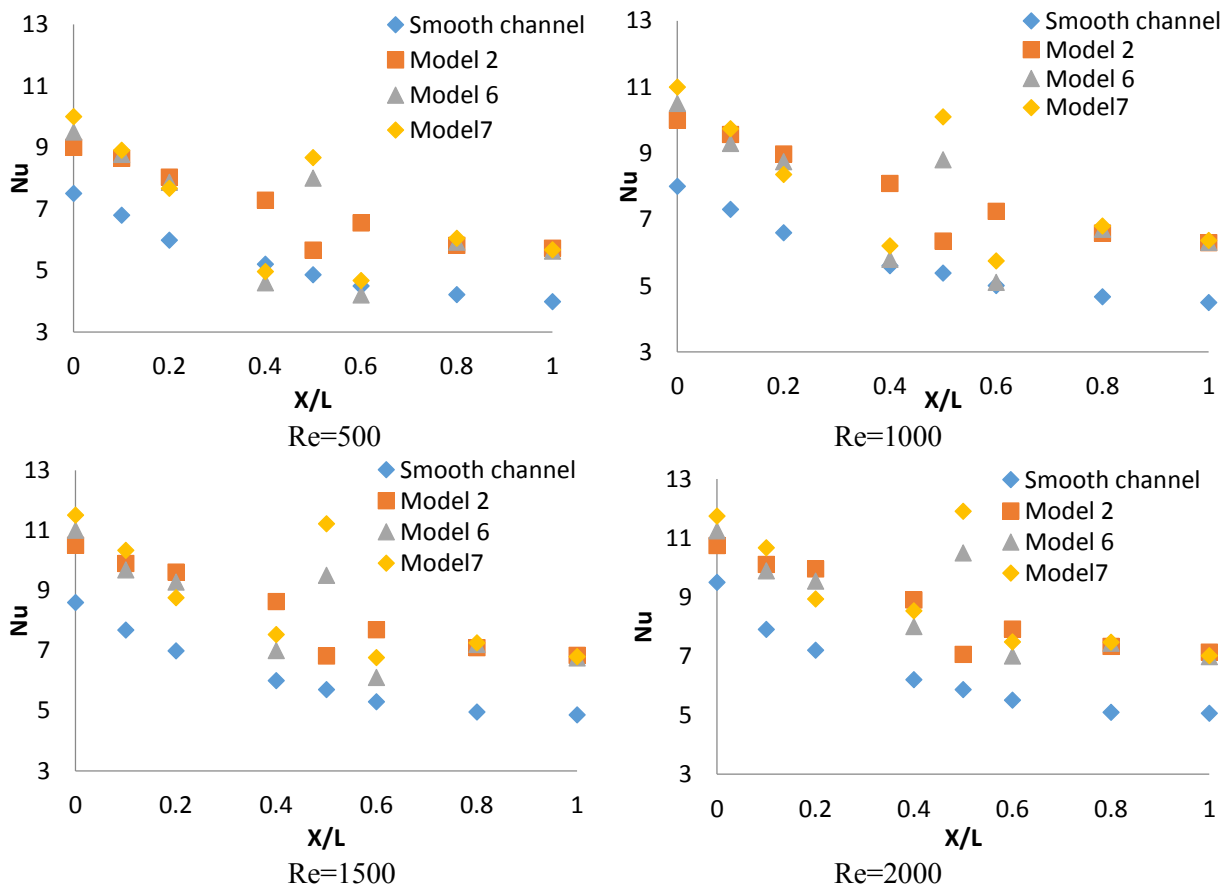 13
11
9
7
5
3
Nu
0
0.2
0.4
0.6
0.8
1
X/L
Smooth channel
Model 2
Model 6
Model7
Re=500
13
11
9
7
5
3
Nu
0
0.2
0.4
0.6
0.8
1
X/L
Smooth channel
Model 2
Model 6
Model7
Re=1000
13
11
9
7
5
3
Nu
0
0.2
0.4
0.6
0.8
1
X/L
Smooth channel
Model 2
Model 6
Model7
Re=1500
13
11
9
7
5
3
Nu
0
0.2
0.4
0.6
0.8
1
X/L
Smooth channel
Model 2
Model 6
Model7
Re=2000